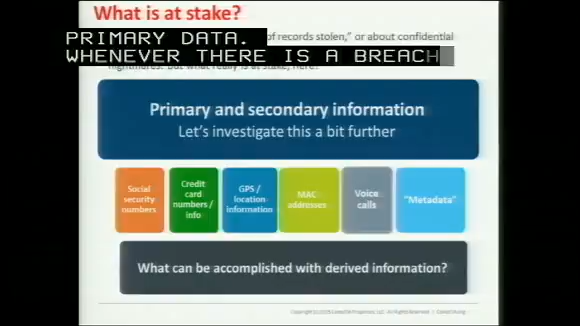 What is at stake?
of records stolen," or about confidential
PRIMARY DATA.
WHENEVER THERE IS A BREACH
Primary and secondary information
Let's investigate this a bit further
Social
security
numbers
Credit
card
numbers /
info
GPS /
location
information
MAC
addresses
Voice
calls
"Metadata"
What can be accomplished with derived information?